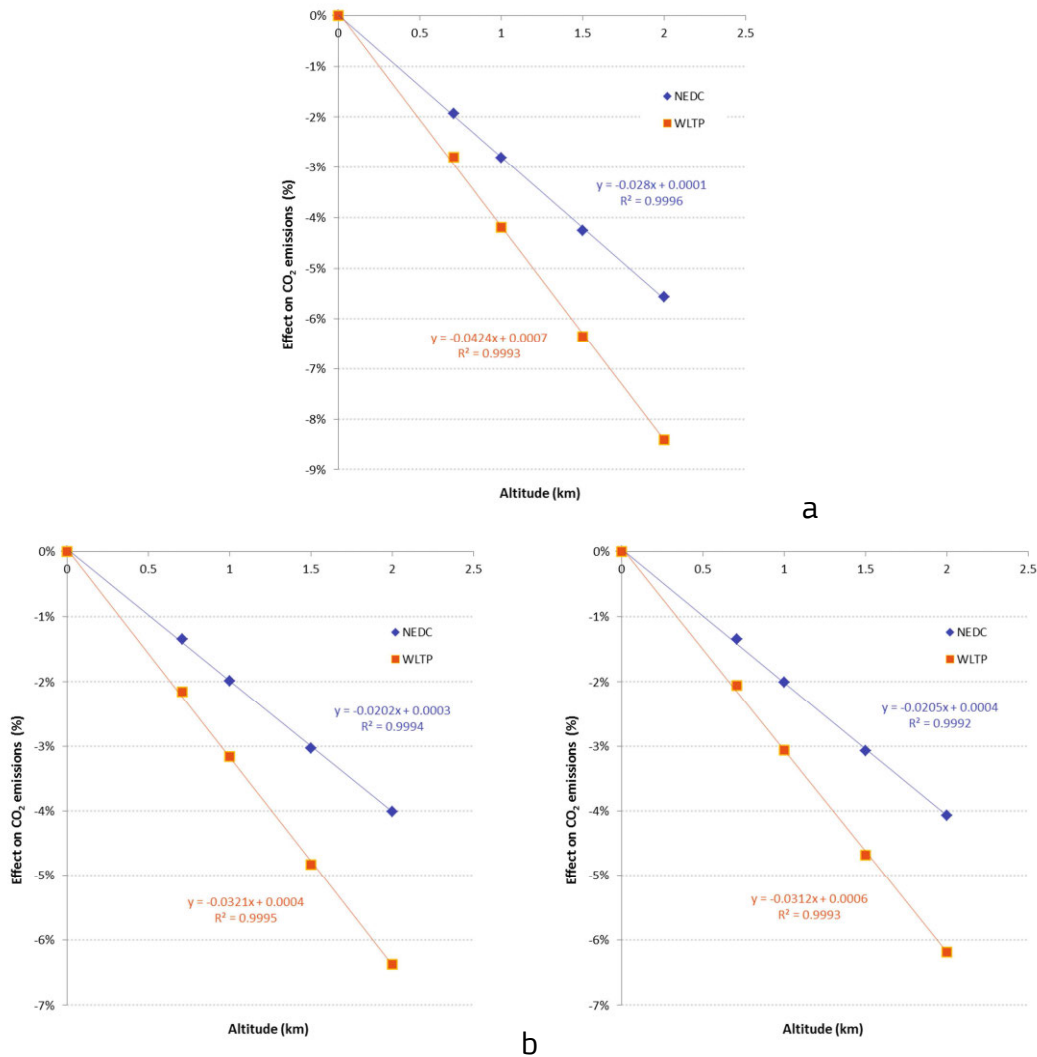 0%
0 0.5 1 1.5 2 2.5
-1%
-2%
-3%
-4%
-5%
-6%
-7%
-8%
-9%
Effect on CO₂ emissions (%)
NEDC
WLTP
y = -0.028x + 0.0001
R² = 0.9996
y = -0.0424x + 0.0007
R² = 0.9993
Altitude (km)
a
0%
0 0.5 1 1.5 2 2.5
-1%
-2%
-3%
-4%
-5%
-6%
-7%
Effect on CO₂ emissions (%)
NEDC
WLTP
y = -0.0202x + 0.0003
R² = 0.9994
y = -0.0321x + 0.0004
R² = 0.9995
Altitude (km)
0%
0 0.5 1 1.5 2 2.5
-1%
-2%
-3%
-4%
-5%
-6%
-7%
Effect on CO₂ emissions (%)
NEDC
WLTP
y = -0.0205x + 0.0004
R² = 0.9992
y = -0.0312x + 0.0006
R² = 0.9993
Altitude (km)
b